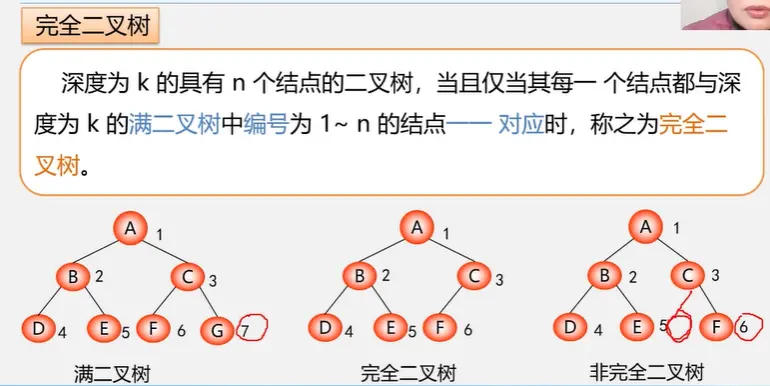 完全二叉树
深度为 k 的具有 n 个结点的二叉树，当且仅当其每一 个结点都与深
度为 k 的满二叉树中编号为 1~ n 的结点一一 对应时，称之为完全二
叉树。
A 1
B 2 C 3
D 4 E 5 F 6 G 7
满二叉树
A 1
B 2 C 3
D 4 E 5 F 6
完全二叉树
A 1
B 2 C 3
D 4 E 5 F 6
非完全二叉树